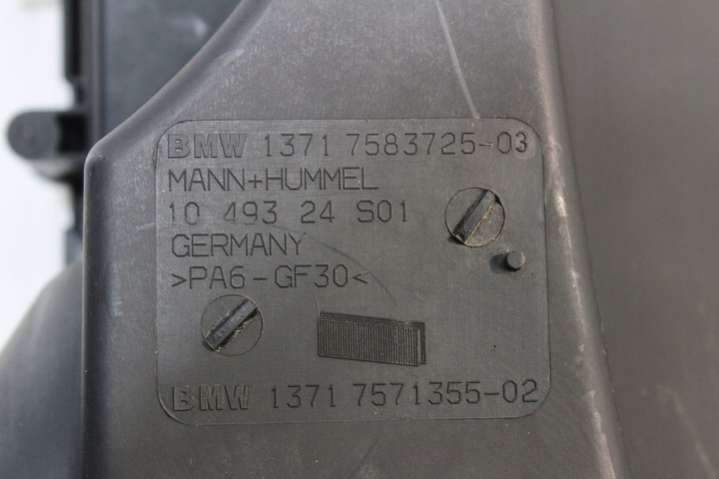 BMW 1371 7583725-03
MANN+HUMMEL
10 493 24 S01
GERMANY
>PA6-GF30<
BMW 1371 7571355-02